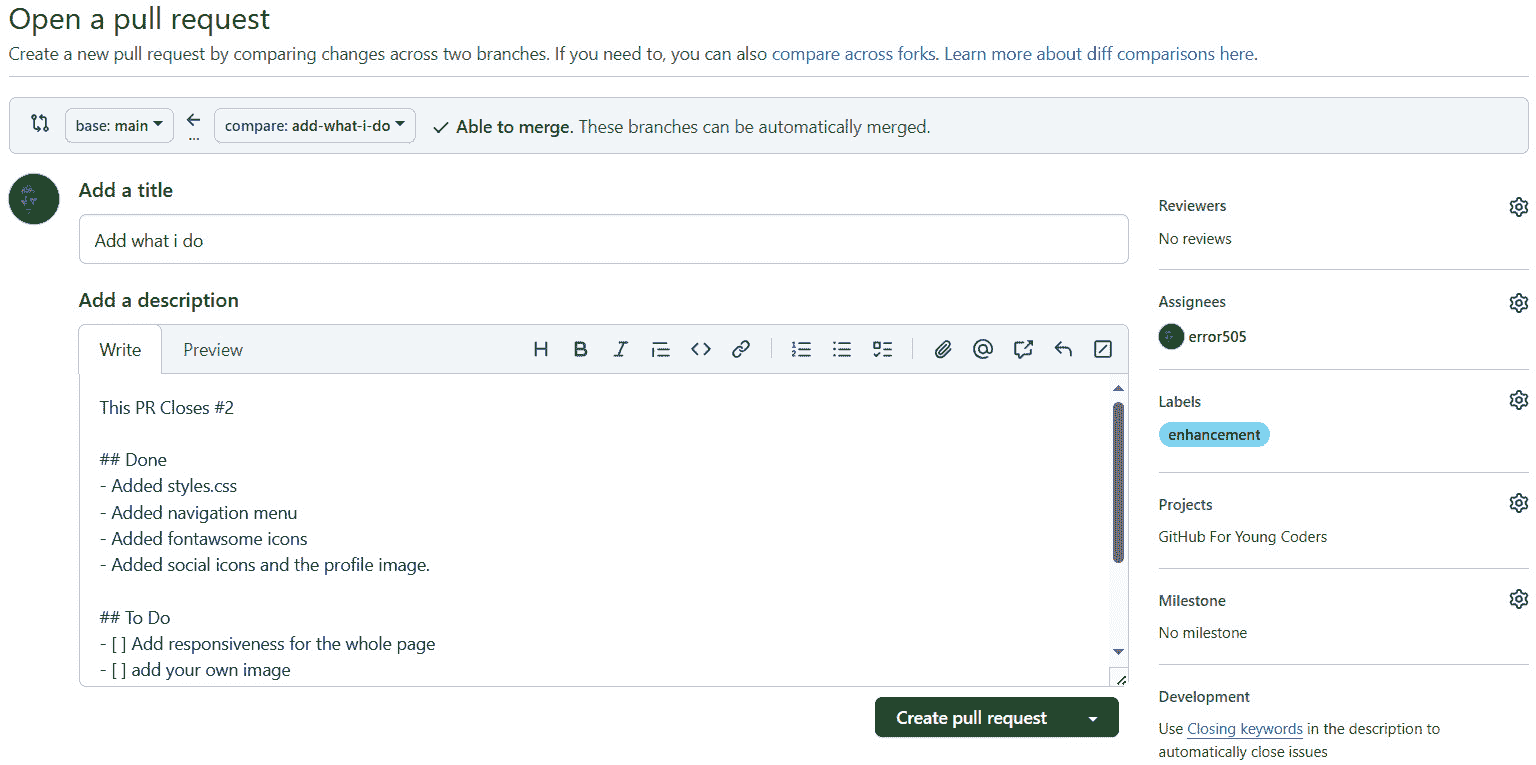 Open a pull request
Create a new pull request by comparing changes across two branches. If you need to, you can also compare across forks. Learn more about diff comparisons here.
base: main
compare: add-what-i-do
Able to merge. These branches can be automatically merged.
Add a title
Add what i do
Add a description
Write
Preview
This PR Closes #2
## Done
- Added styles.css
- Added navigation menu
- Added fontawsome icons
- Added social icons and the profile image.
## To Do
- [ ] Add responsiveness for the whole page
- [ ] add your own image
Create pull request
Reviewers
No reviews
Assignees
error505
Labels
enhancement
Projects
GitHub For Young Coders
Milestone
No milestone
Development
Use Closing keywords in the description to
automatically close issues